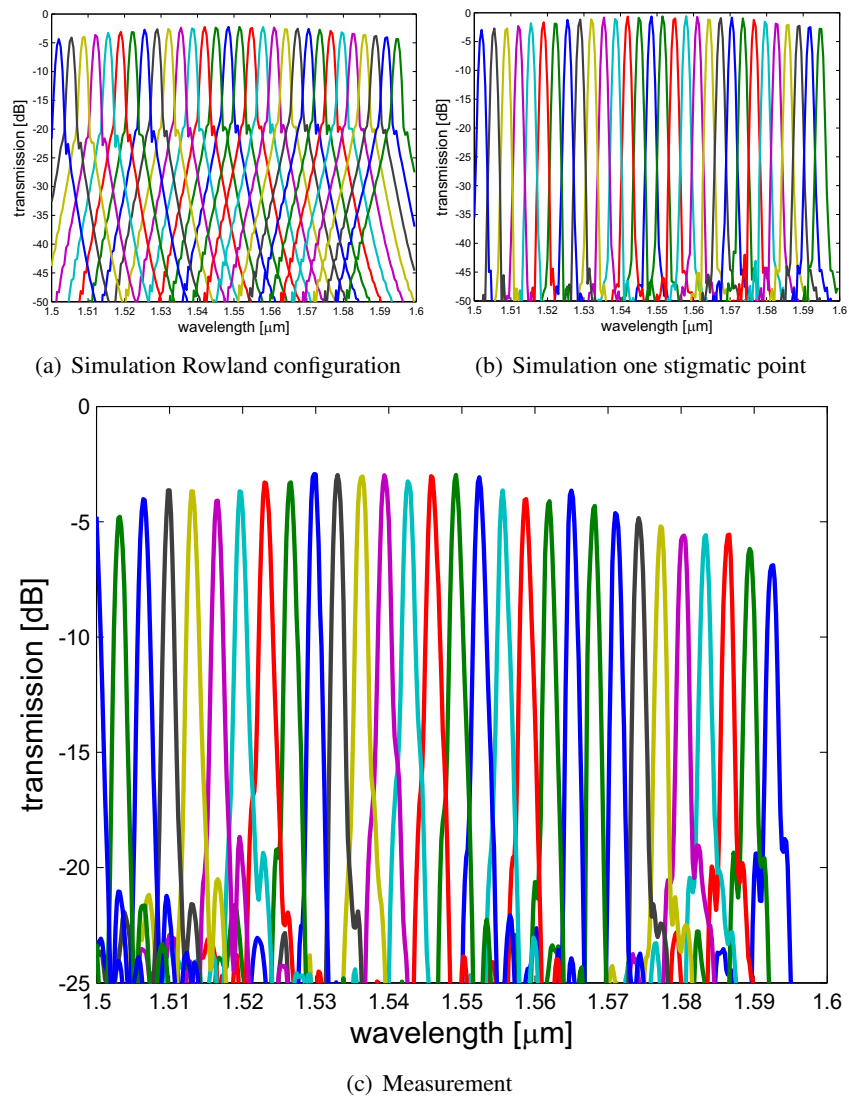 0
-5
-10
-15
-20
-25
-30
-35
-40
-45
-50
transmission [dB]
1.5 1.51 1.52 1.53 1.54 1.55 1.56 1.57 1.58 1.59 1.6
wavelength [μm]
(a) Simulation Rowland configuration
0
-5
-10
-15
-20
-25
-30
-35
-40
-45
-50
transmission [dB]
1.5 1.51 1.52 1.53 1.54 1.55 1.56 1.57 1.58 1.59 1.6
wavelength [μm]
(b) Simulation one stigmatic point
0
-5
-10
-15
-20
-25
transmission [dB]
1.5 1.51 1.52 1.53 1.54 1.55 1.56 1.57 1.58 1.59 1.6
wavelength [μm]
(c) Measurement